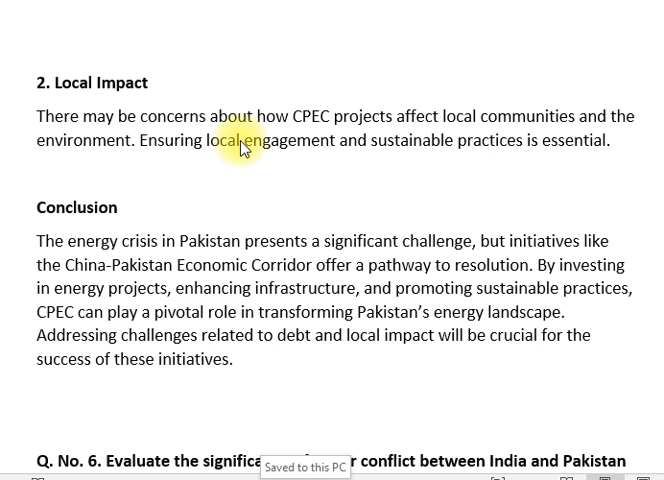 2. Local Impact
There may be concerns about how CPEC projects affect local communities and the
environment. Ensuring local engagement and sustainable practices is essential.
Conclusion
The energy crisis in Pakistan presents a significant challenge, but initiatives like
the China-Pakistan Economic Corridor offer a pathway to resolution. By investing
in energy projects, enhancing infrastructure, and promoting sustainable practices,
CPEC can play a pivotal role in transforming Pakistan's energy landscape.
Addressing challenges related to debt and local impact will be crucial for the
success of these initiatives.
Q. No. 6. Evaluate the conflict between India and Pakistan
Saved to this PC